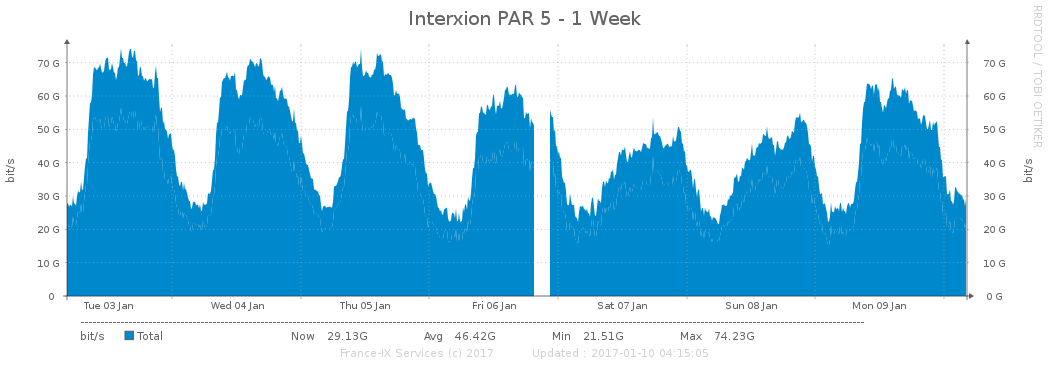 Interxion PAR 5 - 1 Week
RRDTOOL / TOBI OETIKER
bit/s
bit/s
70 G 70 G
60 G 60 G
50 G 50 G
40 G 40 G
30 G 30 G
20 G 20 G
10 G 10 G
0 0 G
Tue 03 Jan Wed 04 Jan Thu 05 Jan Fri 06 Jan Sat 07 Jan Sun 08 Jan Mon 09 Jan
bit/s Total Now 29.13G Avg 46.42G Min 21.51G Max 74.23G
France-IX Services (c) 2017 Updated : 2017-01-10 04:15:05